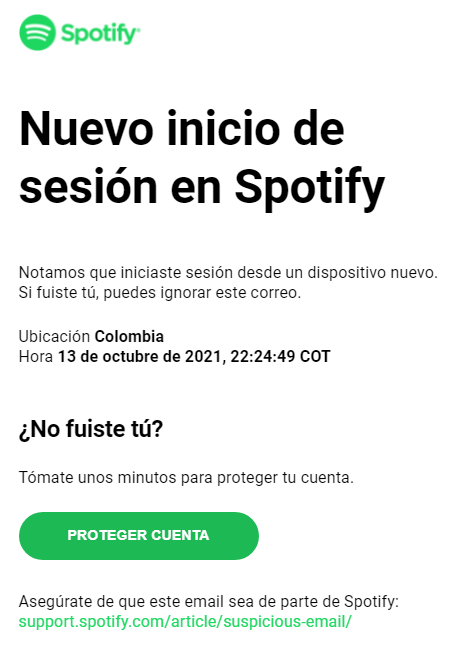 Spotify
Nuevo inicio de
sesión en Spotify
Notamos que iniciaste sesión desde un dispositivo nuevo.
Si fuiste tú, puedes ignorar este correo.
Ubicación Colombia
Hora 13 de octubre de 2021, 22:24:49 COT
¿No fuiste tú?
Tómate unos minutos para proteger tu cuenta.
PROTEGER CUENTA
Asegúrate de que este email sea de parte de Spotify:
support.spotify.com/article/suspicious-email/